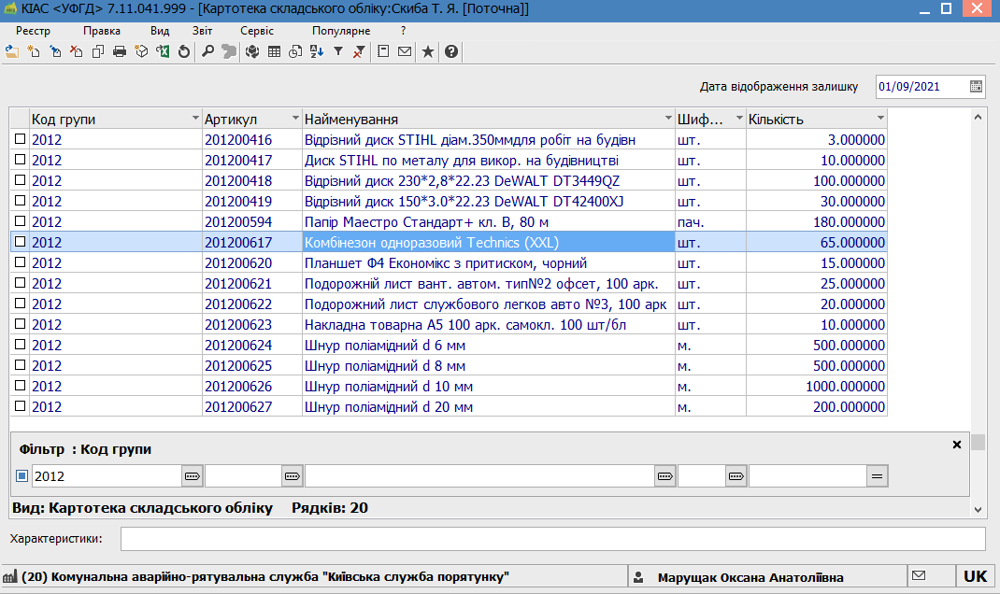 КІАС <УФГД> 7.11.041.999 - [Картотека складського обліку:Скиба Т. Я. [Поточна]]
Реєстр Правка Вид Звіт Сервіс Популярне ?
Дата відображення залишку 01/09/2021
Код групи Артикул Найменування Шиф... Кількість
2012 201200416 Відрізний диск STIHL діам.350ммдля робіт на будівн шт. 3.000000
2012 201200417 Диск STIHL по металу для викор. на будівництві шт. 10.000000
2012 201200418 Відрізний диск 230*2,8*22.23 DeWALT DT3449QZ шт. 100.000000
2012 201200419 Відрізний диск 150*3.0*22.23 DeWALT DT42400XJ шт. 30.000000
2012 201200594 Папір Маестро Стандарт+ кл. В, 80 м пач. 180.000000
2012 201200617 Комбінезон одноразовий Technics (XXL) шт. 65.000000
2012 201200620 Планшет Ф4 Економікс з притиском, чорний шт. 15.000000
2012 201200621 Подорожній лист вант. автом. тип№2 офсет, 100 арк. шт. 25.000000
2012 201200622 Подорожний лист службового легков авто №3, 100 арк шт. 20.000000
2012 201200623 Накладна товарна А5 100 арк. самокл. 100 шт/бл шт. 10.000000
2012 201200624 Шнур поліамідний d 6 мм м. 500.000000
2012 201200625 Шнур поліамідний d 8 мм м. 500.000000
2012 201200626 Шнур поліамідний d 10 мм м. 1000.000000
2012 201200627 Шнур поліамідний d 20 мм м. 200.000000
Фільтр : Код групи
2012
Вид: Картотека складського обліку Рядків: 20
Характеристики:
(20) Комунальна аварійно-рятувальна служба "Київська служба порятунку" Марущак Оксана Анатоліївна UK